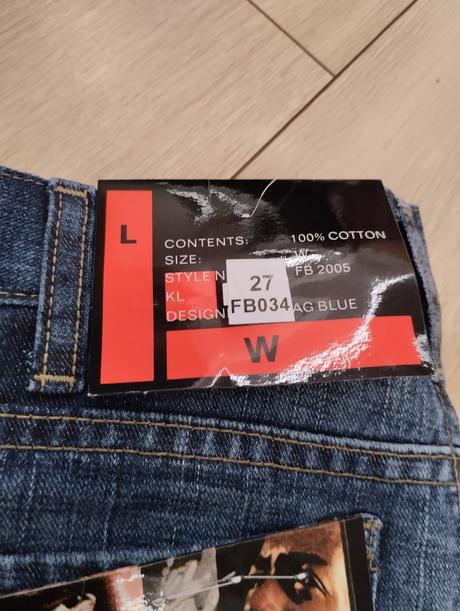 L
CONTENTS: 100% COTTON
SIZE: W
STYLE N FB 2005
KL
DESIGN AG BLUE
27
FB034
W